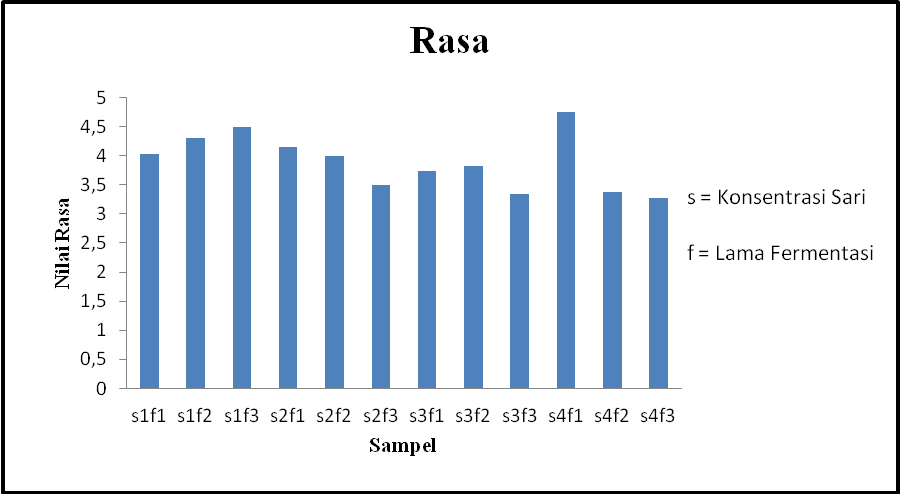 Rasa
5
4,5
4
3,5
3
2,5
2
1,5
1
0,5
0
Nilai Rasa
s1f1 s1f2 s1f3 s2f1 s2f2 s2f3 s3f1 s3f2 s3f3 s4f1 s4f2 s4f3
Sampel
s = Konsentrasi Sari
f = Lama Fermentasi